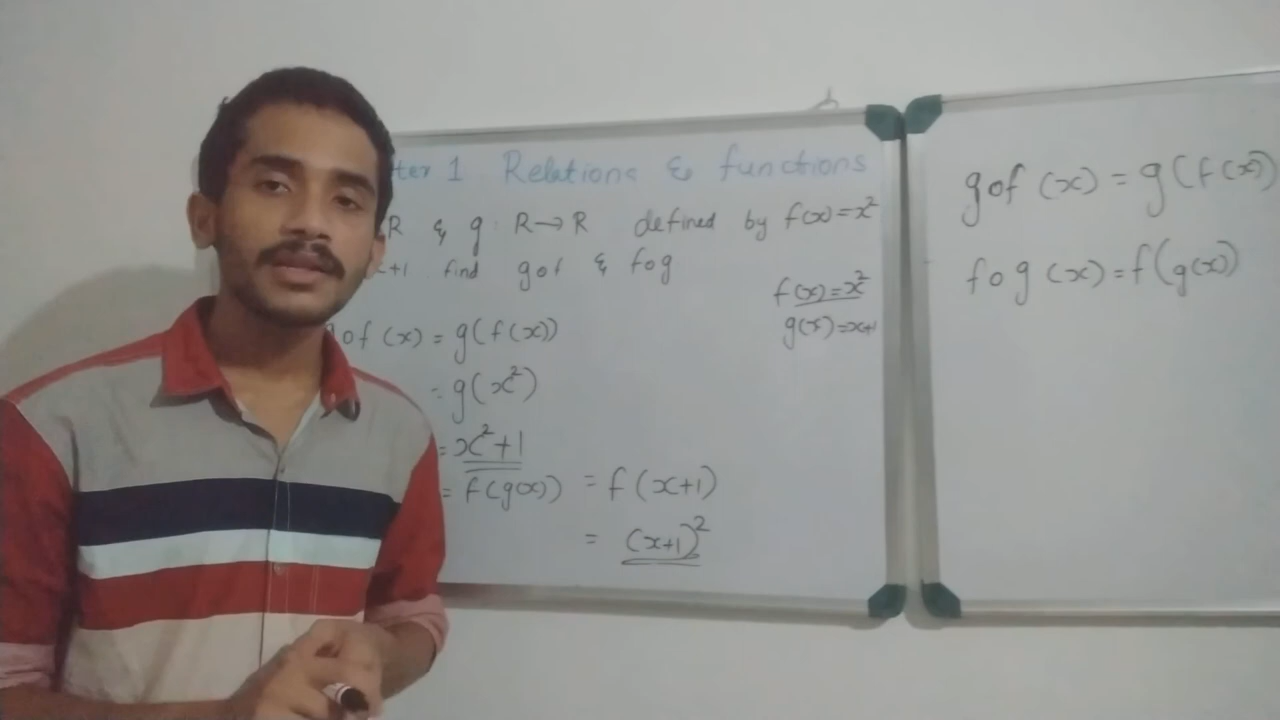 ter 1 Relations & functions
R & g : R→R defined by f(x)=x²
x+1 find gof & fog
f(x)=x²
g(x)=x+1
gof (x) = g(f(x))
= g(x²)
= x²+1
= f(g(x)) = f(x+1)
= (x+1)²
gof (x) = g(f(x))
fog (x) = f(g(x))